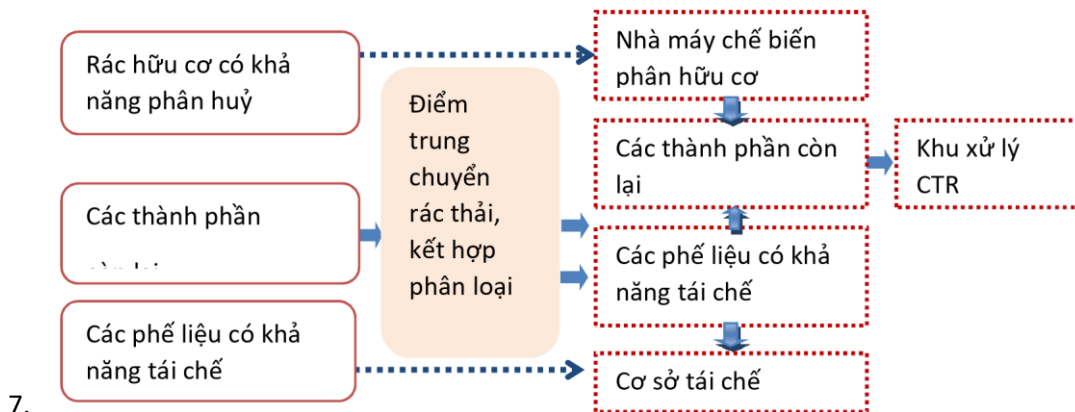 Rác hữu cơ có khả
năng phân huỷ
Các thành phần
Các phế liệu có khả
năng tái chế
Điểm
trung
chuyển
rác thải,
kết hợp
phân loại
Nhà máy chế biến
phân hữu cơ
Các thành phần còn
lại
Các phế liệu có khả
năng tái chế
Cơ sở tái chế
Khu xử lý
CTR
7.